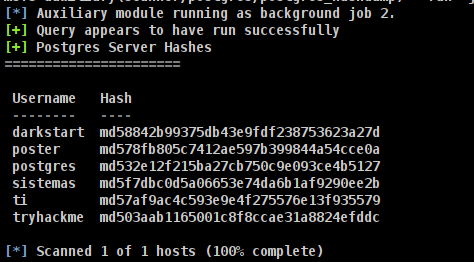 [*] Auxiliary module running as background job 2.
[+] Query appears to have run successfully
[+] Postgres Server Hashes
======================
Username Hash
-------- ----
darkstart md58842b99375db43e9fdf238753623a27d
poster md578fb805c7412ae597b399844a54cce0a
postgres md532e12f215ba27cb750c9e093ce4b5127
sistemas md5f7dbc0d5a06653e74da6b1af9290ee2b
ti md57af9ac4c593e9e4f275576e13f935579
tryhackme md503aab1165001c8f8ccae31a8824efddc
[*] Scanned 1 of 1 hosts (100% complete)